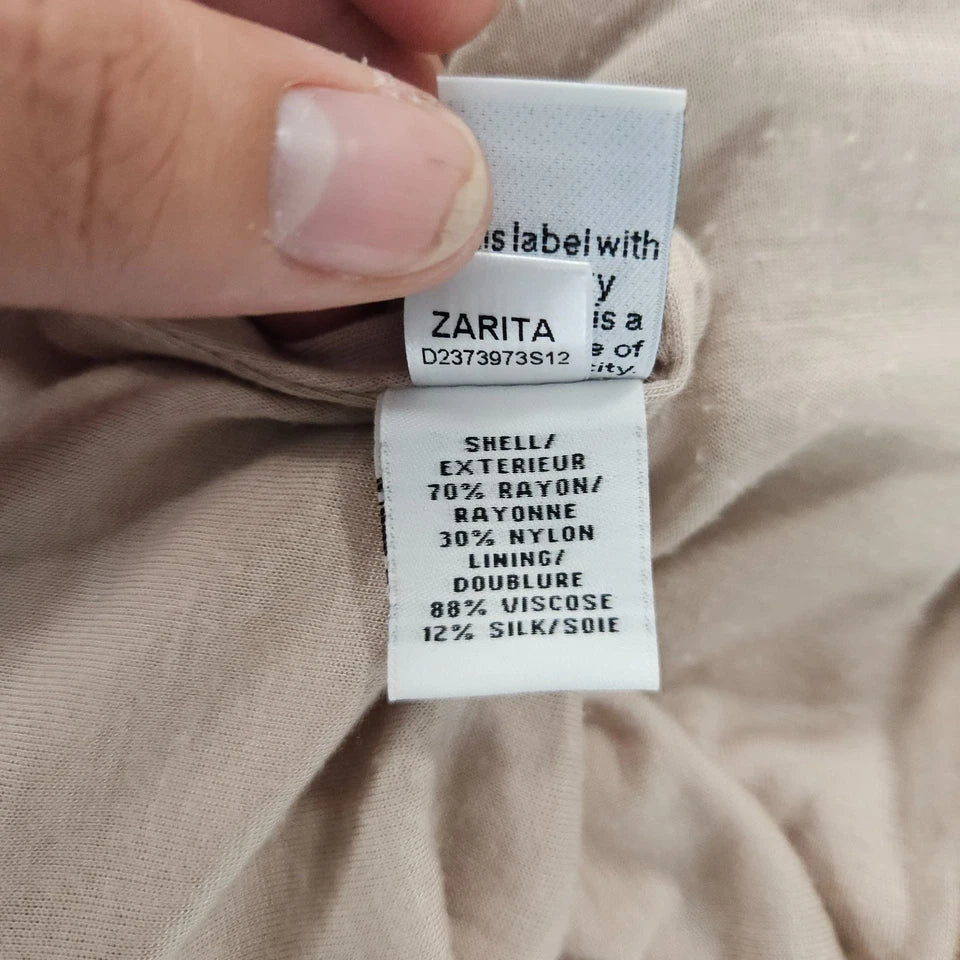 is label with
y
is a
of
city.
ZARITA
D2373973S12
SHELL/
EXTERIEUR
70% RAYON/
RAYONNE
30% NYLON
LINING/
DOUBLURE
88% VISCOSE
12% SILK/SOIE